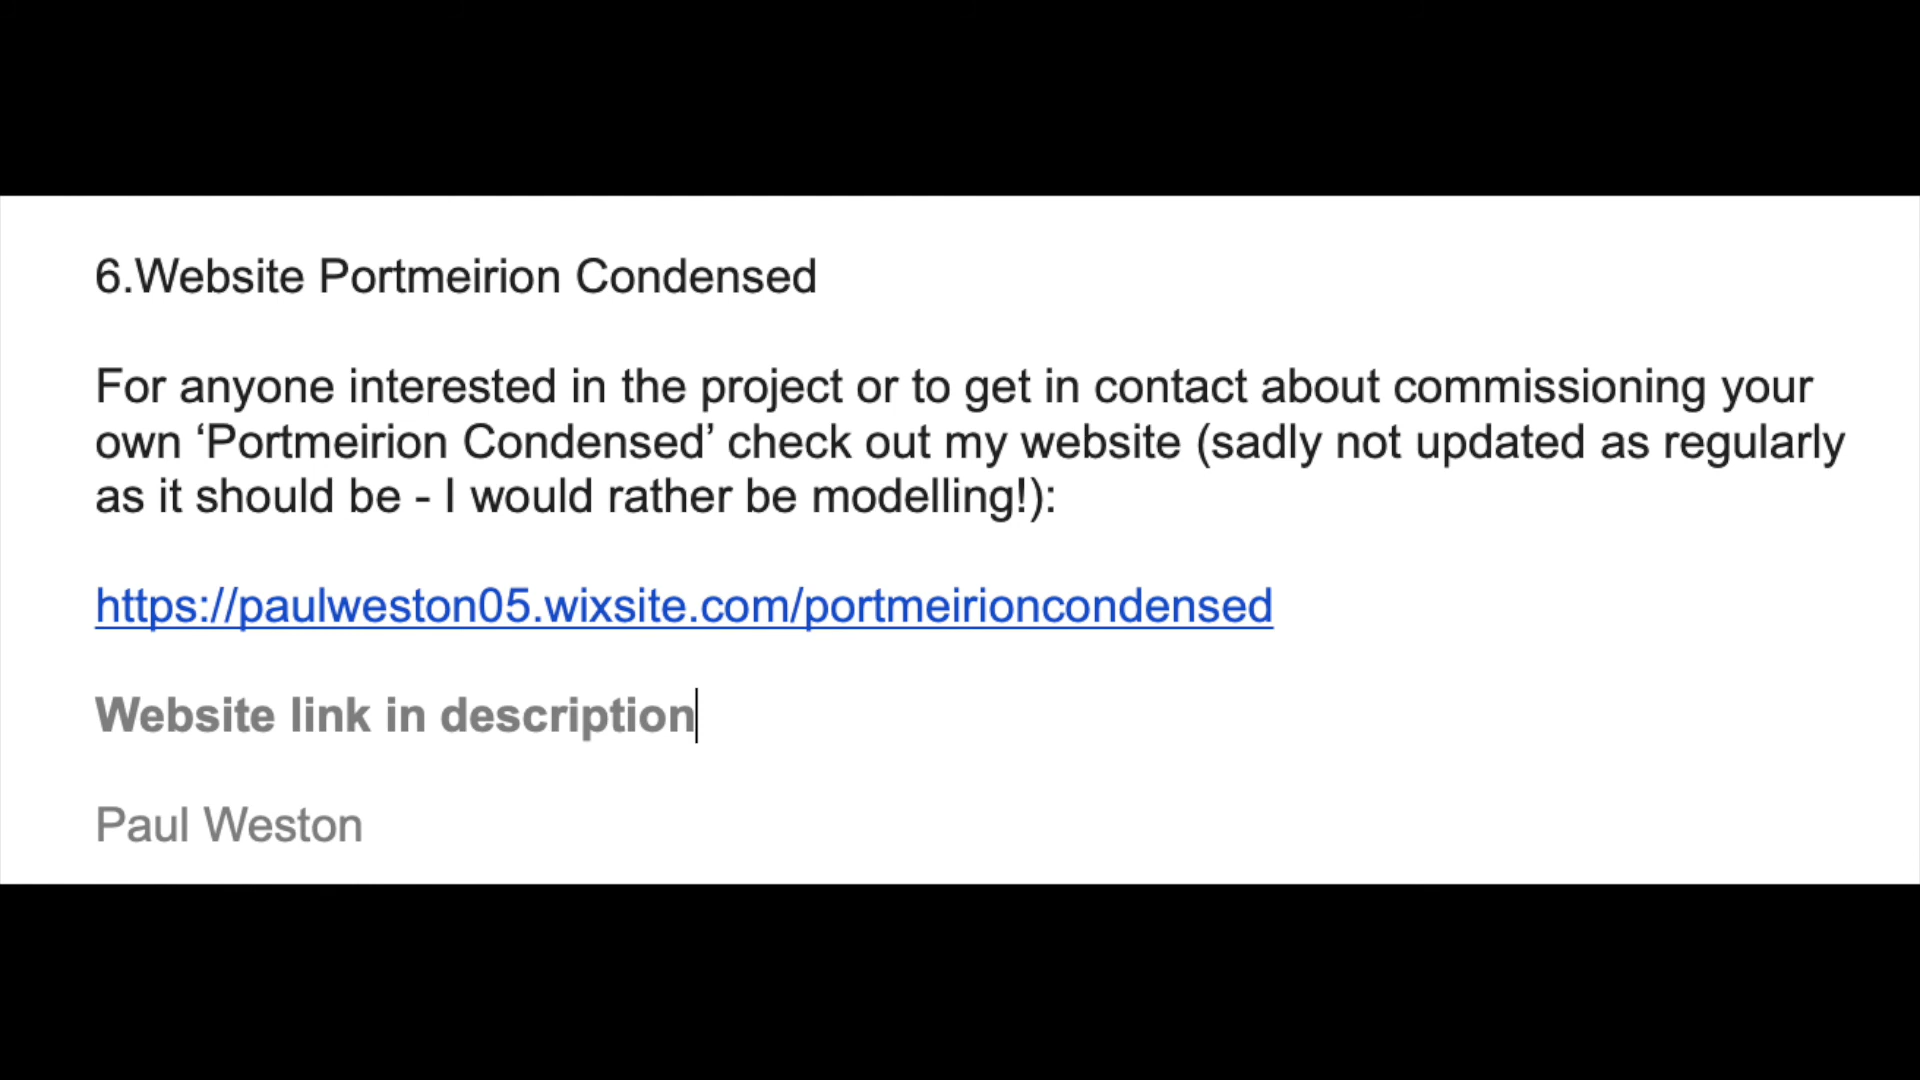 6.Website Portmeirion Condensed
For anyone interested in the project or to get in contact about commissioning your
own ‘Portmeirion Condensed’ check out my website (sadly not updated as regularly
as it should be - I would rather be modelling!):
https://paulweston05.wixsite.com/portmeirioncondensed
Website link in description
Paul Weston